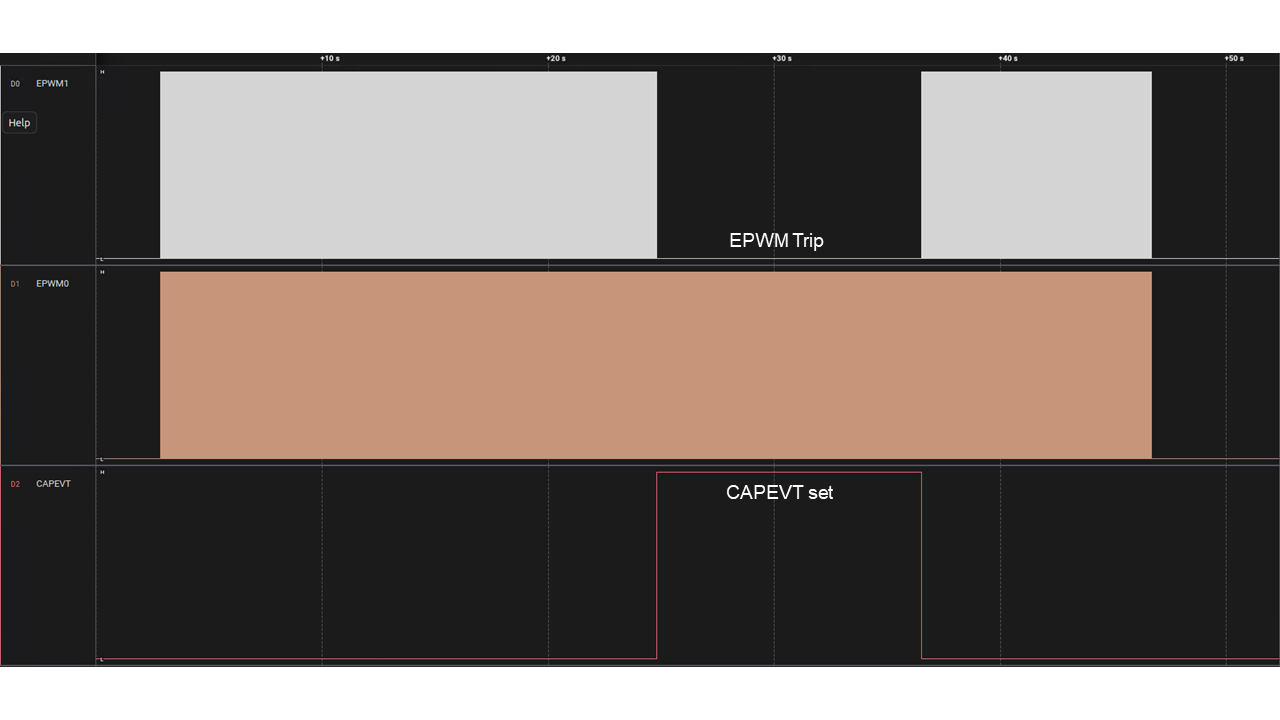 +10 s +20 s +30 s +40 s +50 s
D0 EPWM1
H
Help
EPWM Trip
L
D1 EPWM0
H
L
D2 CAPEVT
H
CAPEVT set
L